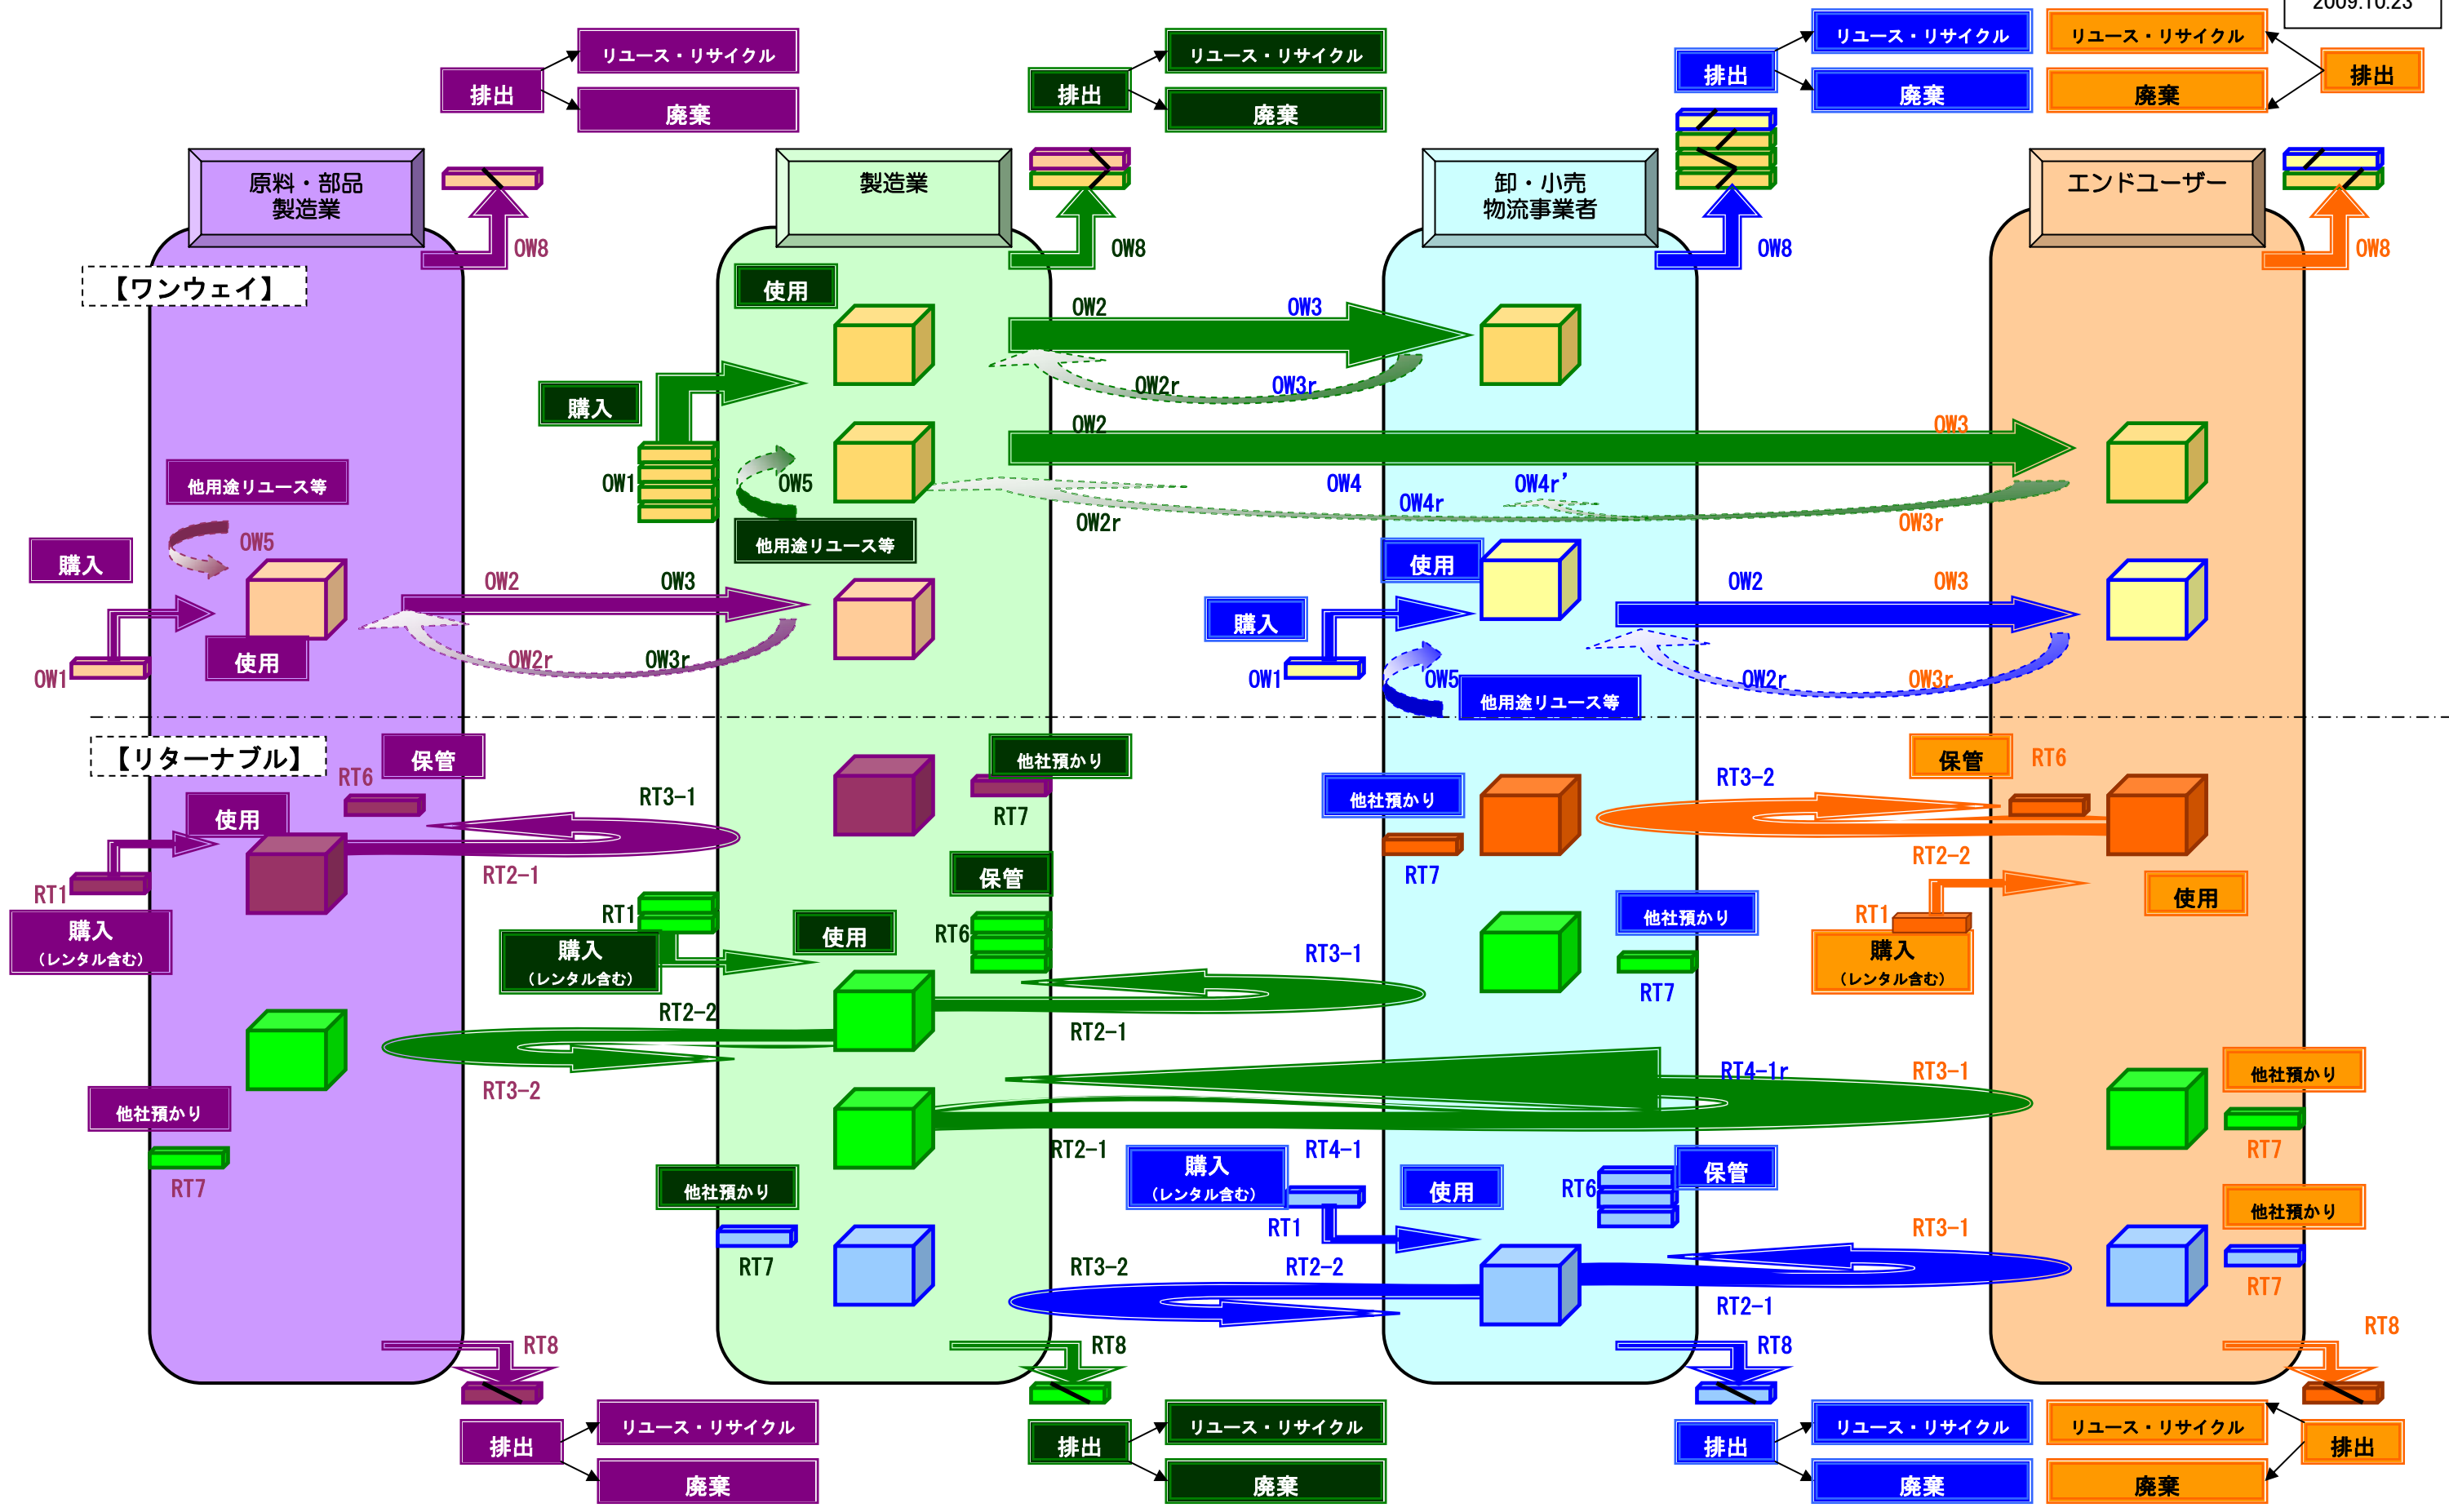 2009.10.23
リユース・リサイクル
排出
廃棄
リユース・リサイクル
排出
廃棄
リユース・リサイクル
排出
廃棄
リユース・リサイクル
排出
廃棄
原料・部品
製造業
製造業
卸・小売
物流事業者
エンドユーザー
OW8
OW8
OW8
OW8
【ワンウェイ】
使用
OW2
OW3
購入
OW2r
OW3r
OW2
OW3
他用途リユース等
OW1
OW5
OW4
OW4r'
OW4r
OW2r
OW3r
他用途リユース等
購入
OW5
使用
OW2
OW3
OW2
OW3
購入
使用
OW2r
OW3r
OW1
OW1
OW5
OW2r
OW3r
他用途リユース等
【リターナブル】
保管
RT6
他社預かり
保管
RT6
RT3-1
RT7
RT3-2
他社預かり
使用
RT2-1
RT7
RT2-2
RT1
保管
使用
購入
(レンタル含む)
RT1
使用
RT6
他社預かり
RT1
購入
(レンタル含む)
購入
(レンタル含む)
RT3-1
RT7
RT2-2
RT2-1
RT3-2
RT4-1r
RT3-1
他社預かり
他社預かり
RT7
RT2-1
RT4-1
RT7
購入
(レンタル含む)
使用
RT6
保管
他社預かり
RT7
RT1
RT3-1
他社預かり
RT7
RT3-2
RT2-2
RT2-1
RT8
RT8
RT8
RT8
リユース・リサイクル
排出
廃棄
リユース・リサイクル
排出
廃棄
リユース・リサイクル
排出
廃棄
リユース・リサイクル
排出
廃棄